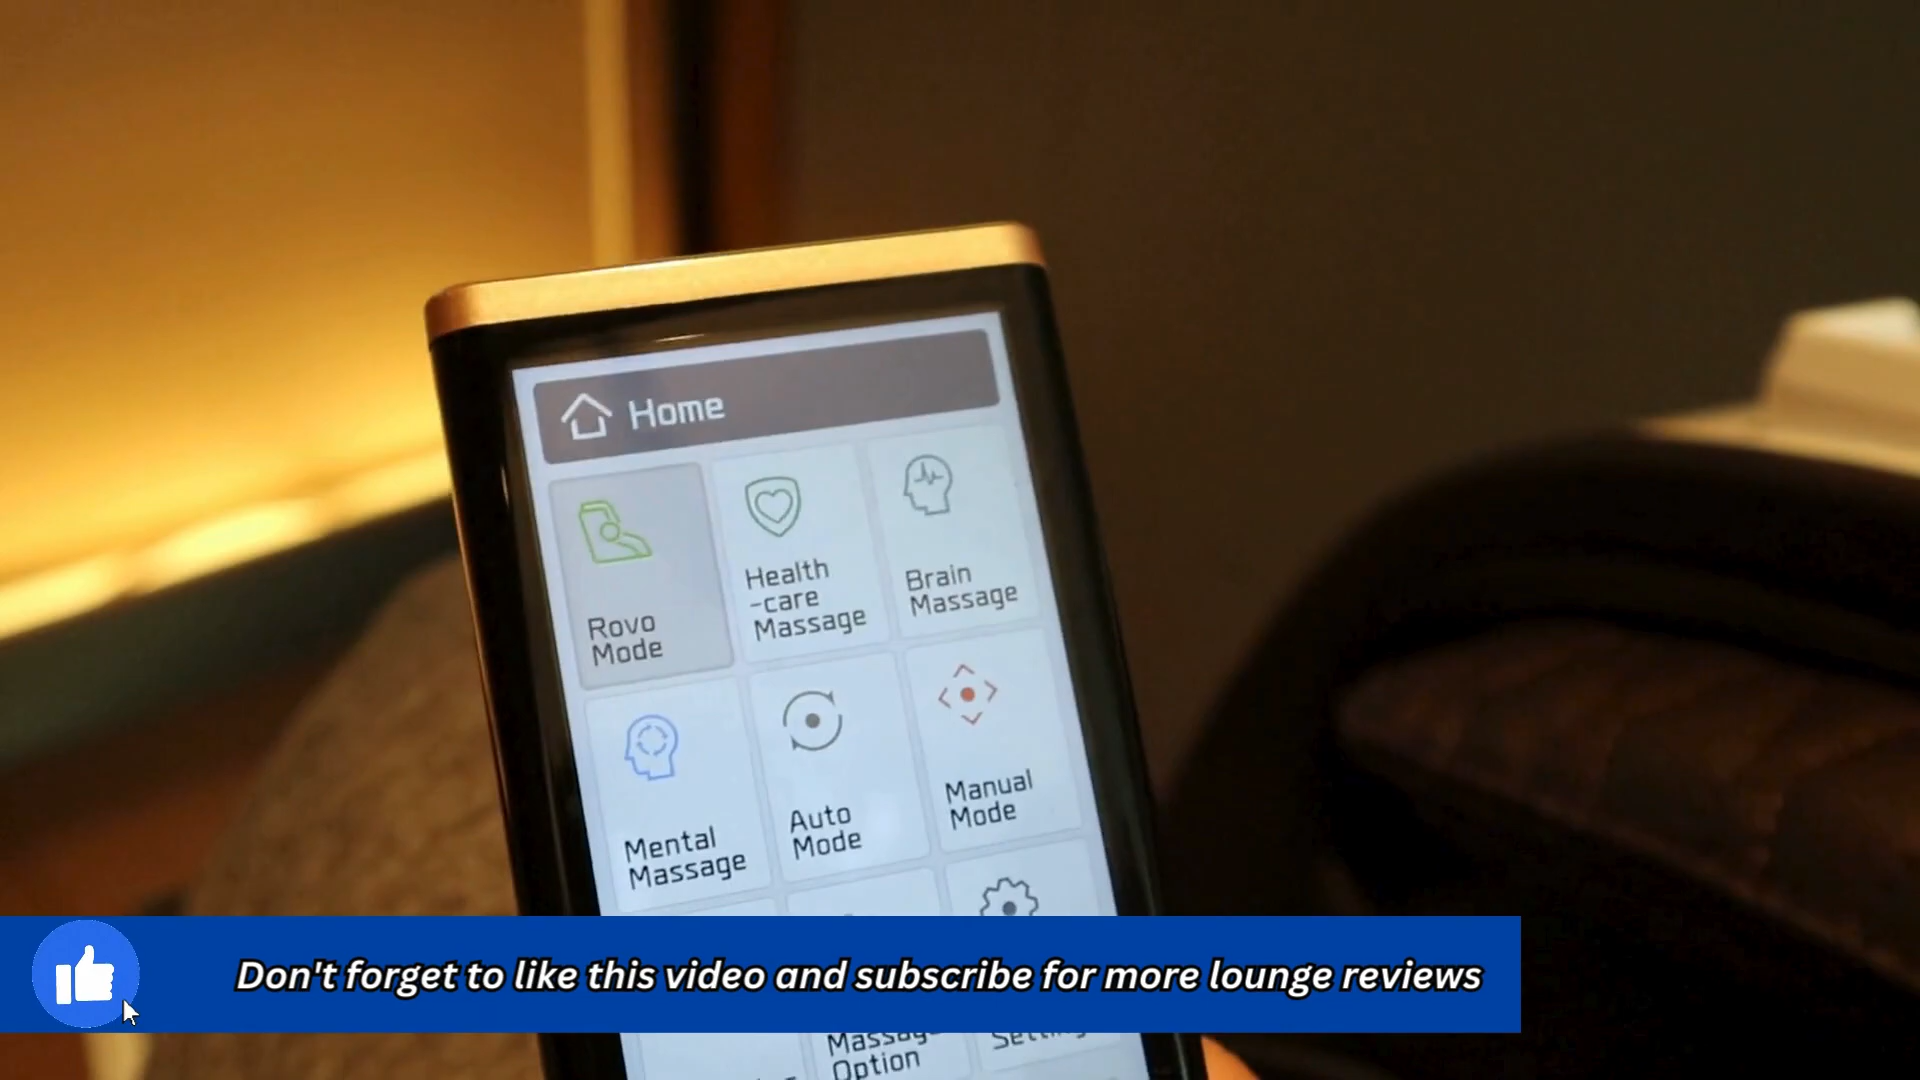 Home
Rovo
Mode
Health
-care
Massage
Brain
Massage
Mental
Massage
Auto
Mode
Manual
Mode
Don't forget to like this video and subscribe for more lounge reviews
Massage
Option